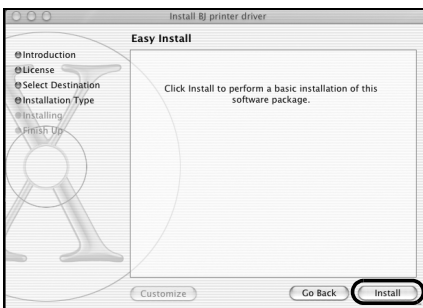 Install BJ printer driver
Easy Install
Introduction
License
Select Destination
Installation Type
Installing
Finish Up
Click Install to perform a basic installation of this
software package.
Customize
Go Back
Install